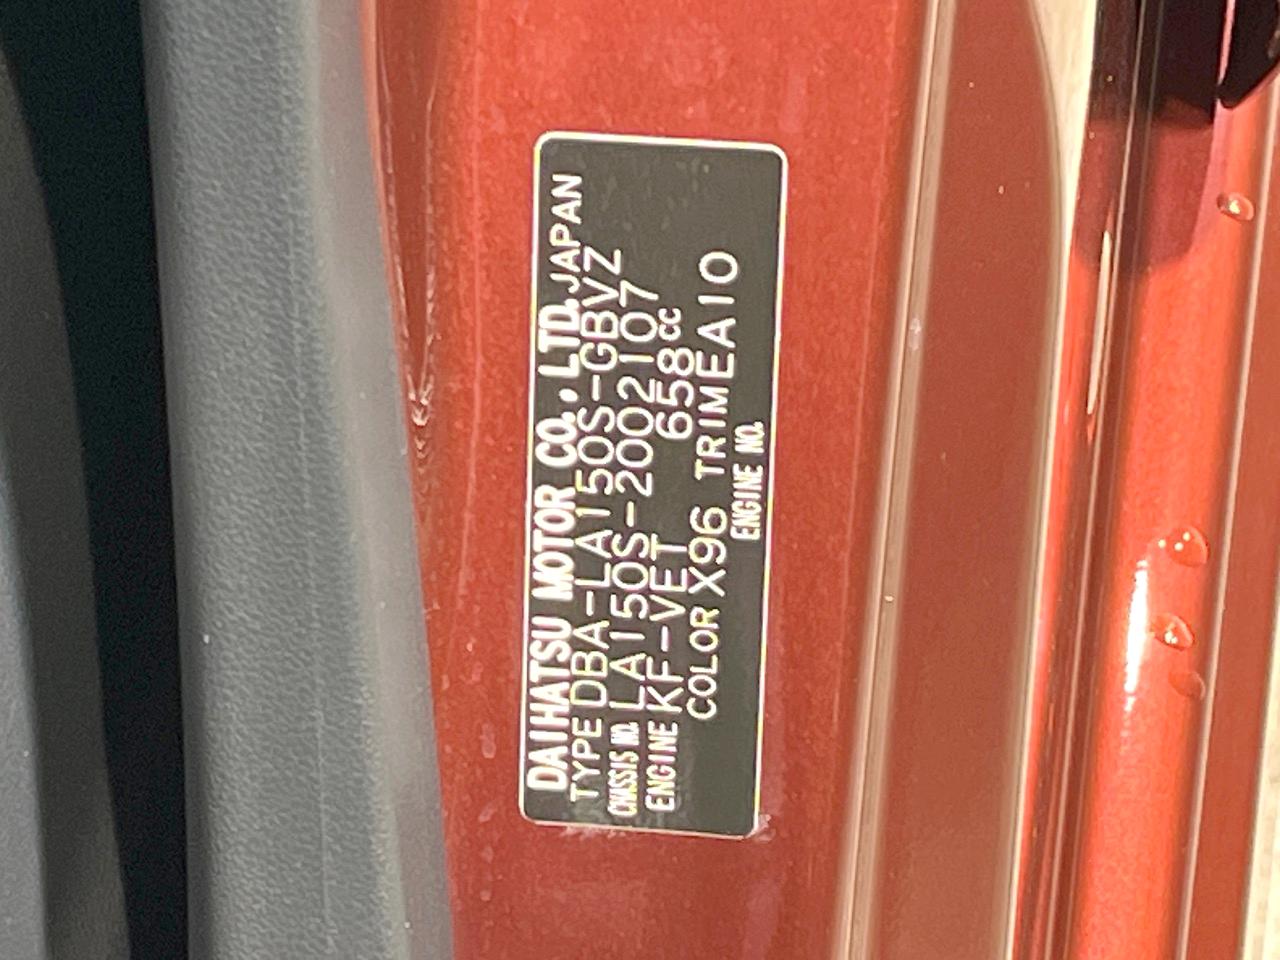 DAIHATSU MOTOR CO., LTD. JAPAN
TYPE DBA-LA150S-GBVZ
CHASSIS NO. LA150S-2002107
ENGINE KF-VET 658cc
COLOR X96 TRIM EA10
ENGINE NO.